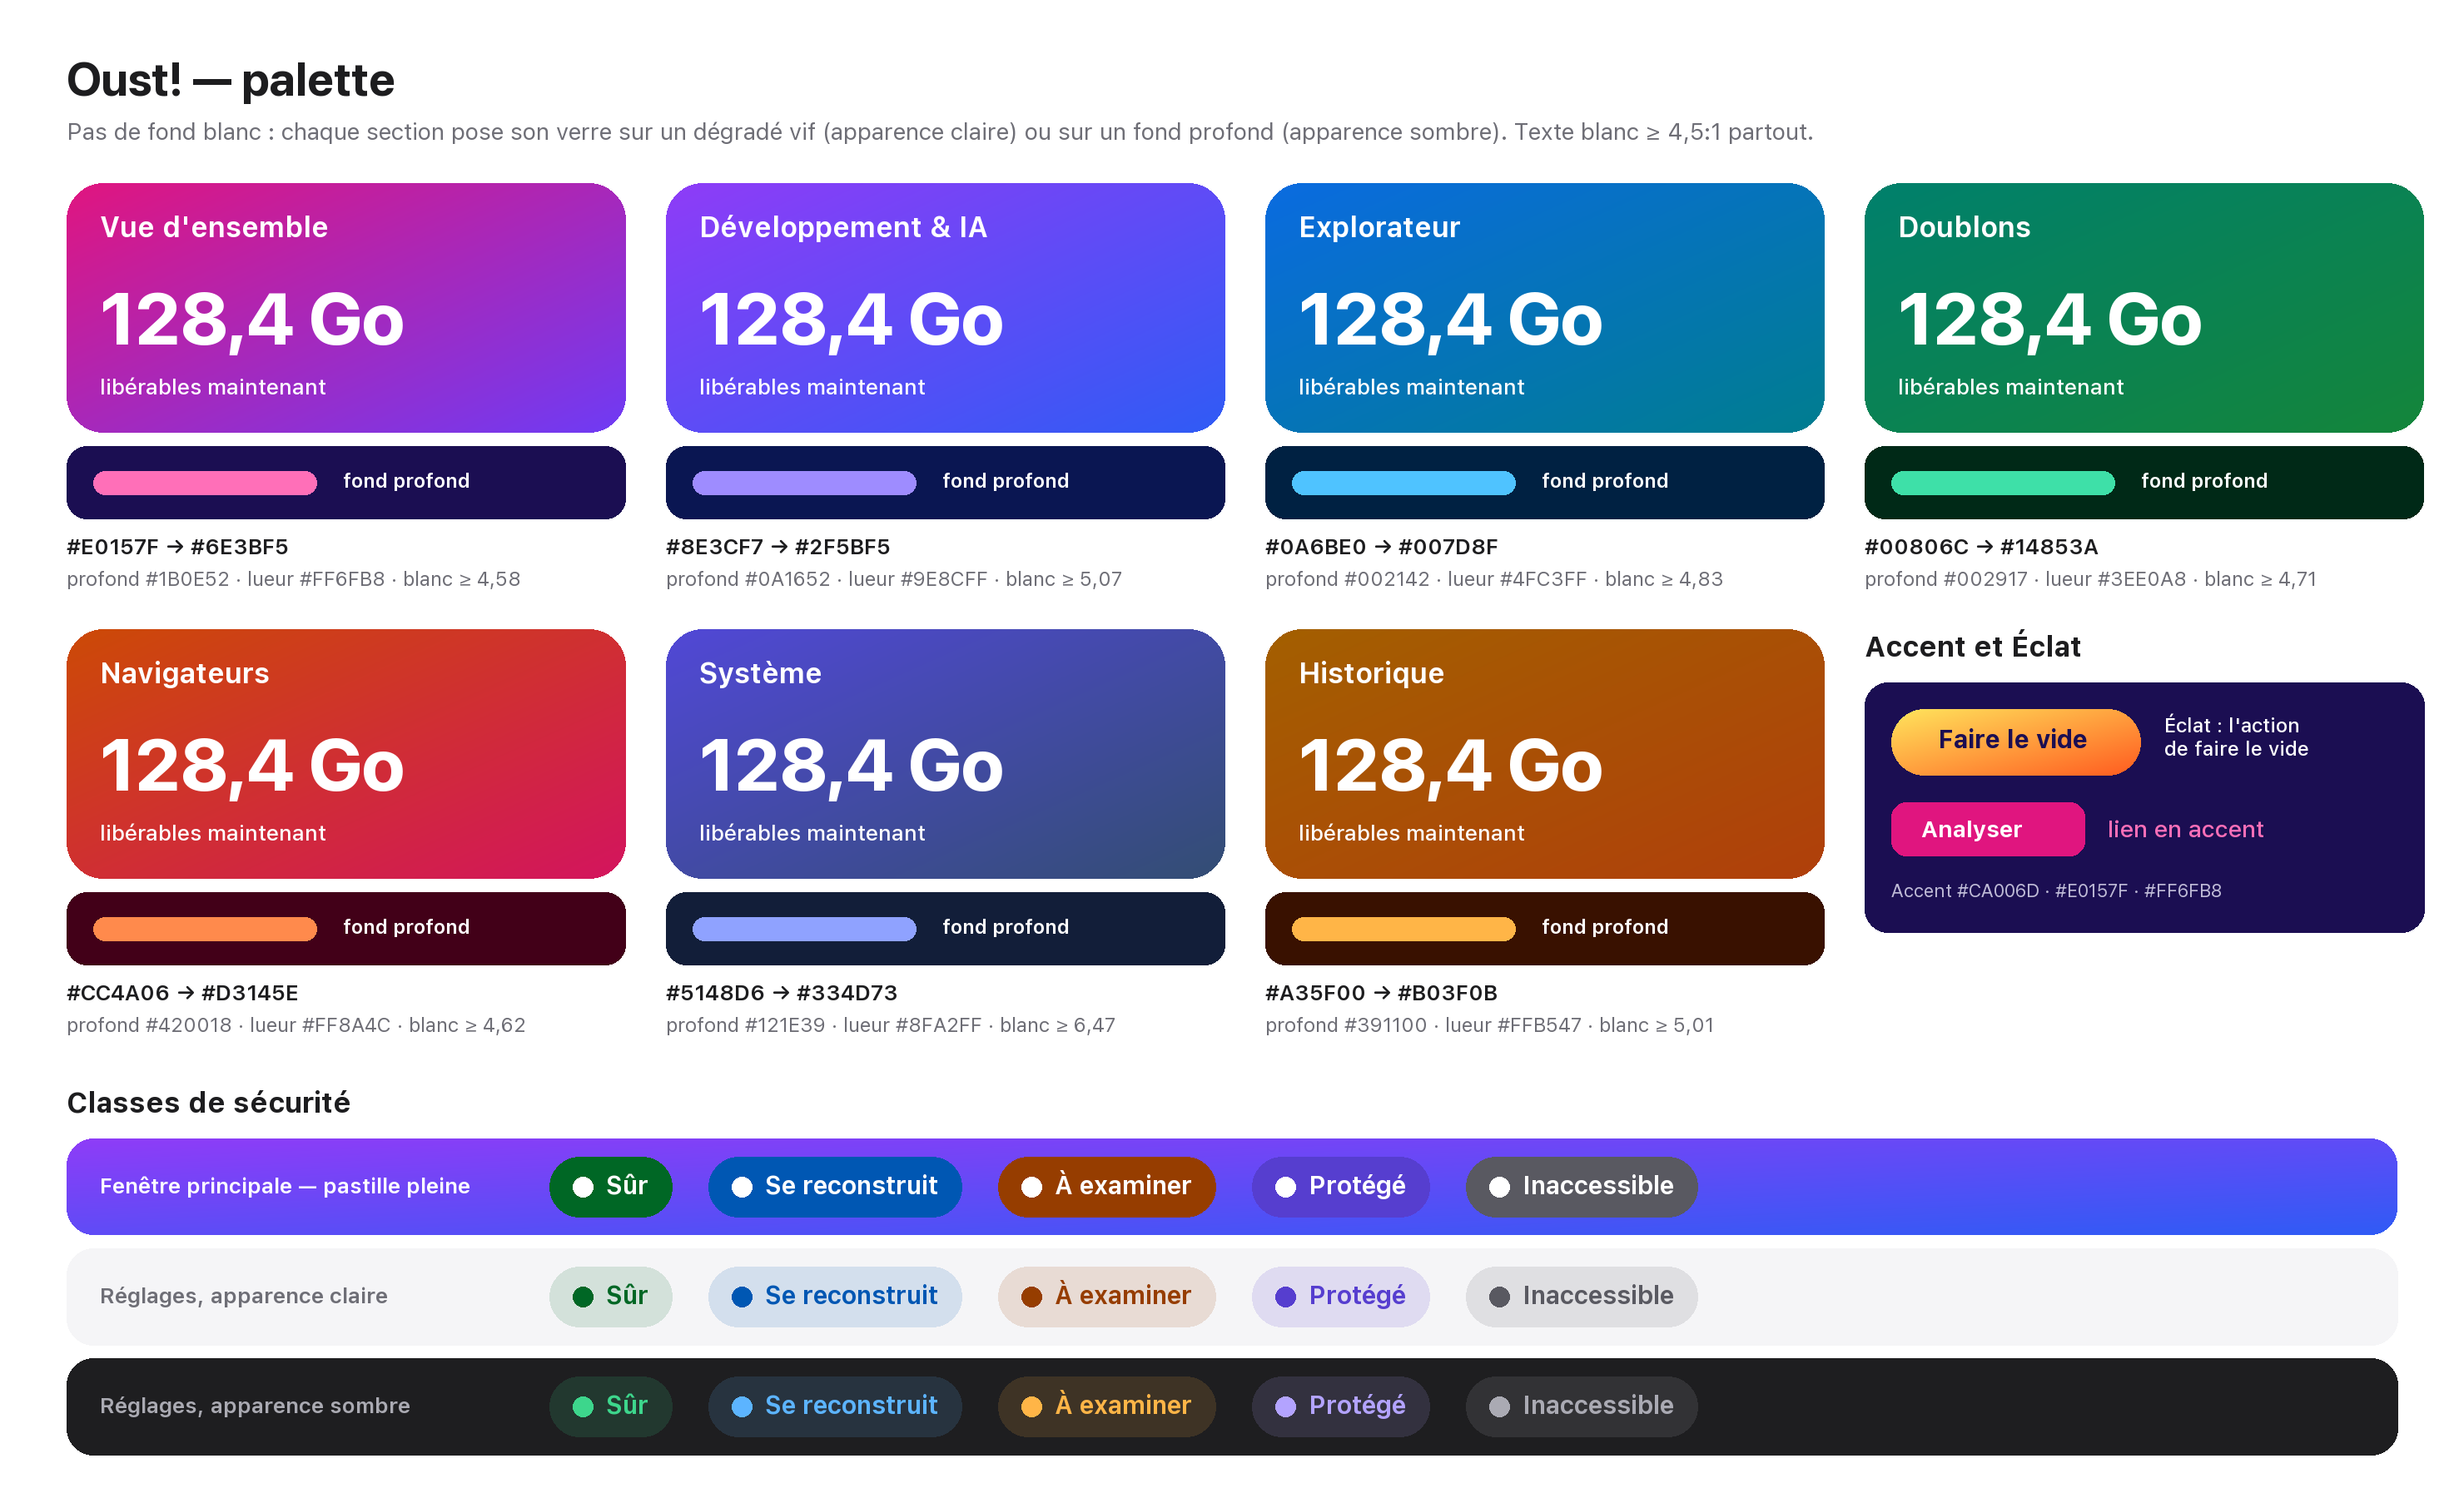 Oust! — palette
Pas de fond blanc : chaque section pose son verre sur un dégradé vif (apparence claire) ou sur un fond profond (apparence sombre). Texte blanc ≥ 4,5:1 partout.
Vue d'ensemble
128,4 Go
libérables maintenant
fond profond
#E0157F → #6E3BF5
profond #1B0E52 · lueur #FF6FB8 · blanc ≥ 4,58
Développement & IA
128,4 Go
libérables maintenant
fond profond
#8E3CF7 → #2F5BF5
profond #0A1652 · lueur #9E8CFF · blanc ≥ 5,07
Explorateur
128,4 Go
libérables maintenant
fond profond
#0A6BE0 → #007D8F
profond #002142 · lueur #4FC3FF · blanc ≥ 4,83
Doublons
128,4 Go
libérables maintenant
fond profond
#00806C → #14853A
profond #002917 · lueur #3EE0A8 · blanc ≥ 4,71
Navigateurs
128,4 Go
libérables maintenant
fond profond
#CC4A06 → #D3145E
profond #420018 · lueur #FF8A4C · blanc ≥ 4,62
Système
128,4 Go
libérables maintenant
fond profond
#5148D6 → #334D73
profond #121E39 · lueur #8FA2FF · blanc ≥ 6,47
Historique
128,4 Go
libérables maintenant
fond profond
#A35F00 → #B03F0B
profond #391100 · lueur #FFB547 · blanc ≥ 5,01
Accent et Éclat
Faire le vide
Éclat : l'action
de faire le vide
Analyser
lien en accent
Accent #CA006D · #E0157F · #FF6FB8
Classes de sécurité
Fenêtre principale — pastille pleine
Sûr
Se reconstruit
À examiner
Protégé
Inaccessible
Réglages, apparence claire
Sûr
Se reconstruit
À examiner
Protégé
Inaccessible
Réglages, apparence sombre
Sûr
Se reconstruit
À examiner
Protégé
Inaccessible